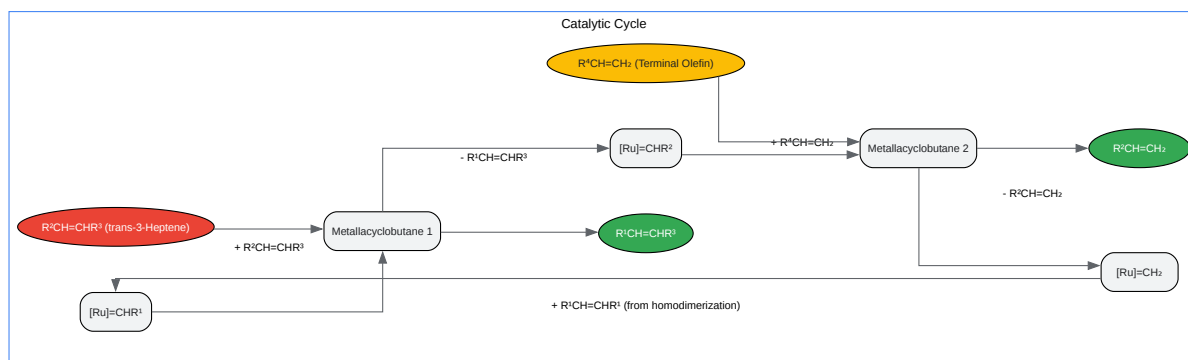 Catalytic Cycle
R⁴CH=CH₂ (Terminal Olefin)
+ R⁴CH=CH₂
[Ru]=CHR²
Metallacyclobutane 2
R²CH=CH₂
- R¹CH=CHR³
- R²CH=CH₂
R²CH=CHR³ (trans-3-Heptene)
Metallacyclobutane 1
R¹CH=CHR³
+ R²CH=CHR³
[Ru]=CH₂
+ R¹CH=CHR¹ (from homodimerization)
[Ru]=CHR¹